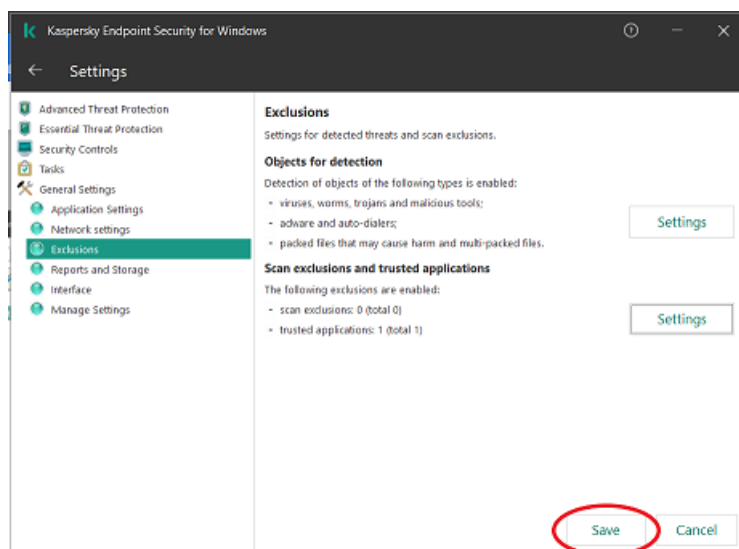 Kaspersky Endpoint Security for Windows
Settings
Advanced Threat Protection
Essential Threat Protection
Security Controls
Tasks
General Settings
Application Settings
Network settings
Exclusions
Reports and Storage
Interface
Manage Settings
Exclusions
Settings for detected threats and scan exclusions.
Objects for detection
Detection of objects of the following types is enabled:
- viruses, worms, trojans and malicious tools;
- adware and auto-dialers;
- packed files that may cause harm and multi-packed files.
Settings
Scan exclusions and trusted applications
The following exclusions are enabled:
- scan exclusions: 0 (total 0)
- trusted applications: 1 (total 1)
Settings
Save
Cancel